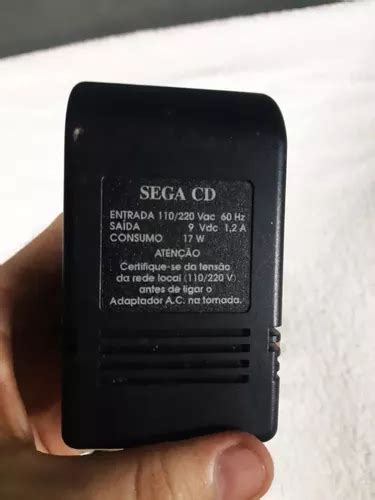 SEGA CD
ENTRADA 110/220 Vac 60 Hz
SAÍDA 9 Vdc 1,2 A
CONSUMO 17 W
ATENÇÃO
Certifique-se da tensão
da rede local (110/220 V)
antes de ligar o
Adaptador A.C. na tomada.